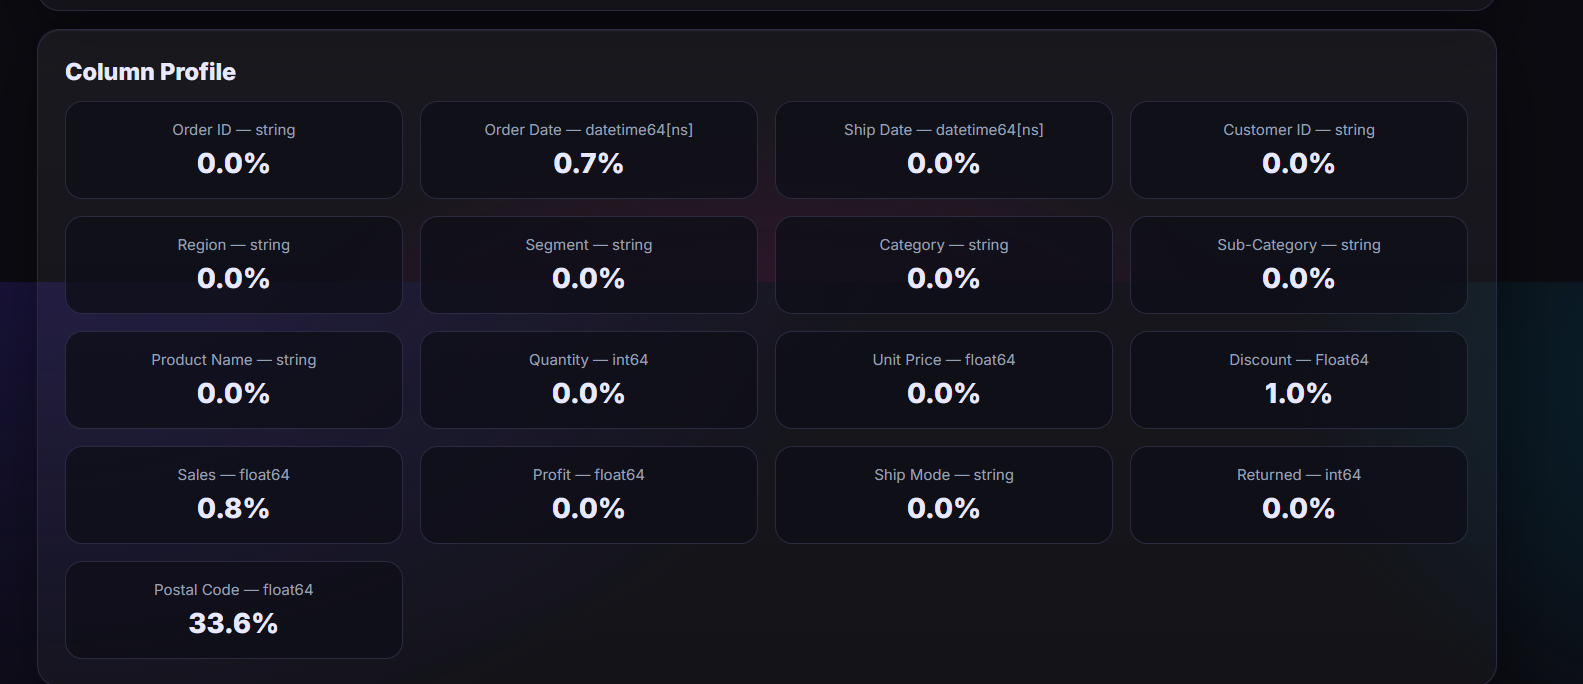 Column Profile
Order ID — string
0.0%
Order Date — datetime64[ns]
0.7%
Ship Date — datetime64[ns]
0.0%
Customer ID — string
0.0%
Region — string
0.0%
Segment — string
0.0%
Category — string
0.0%
Sub-Category — string
0.0%
Product Name — string
0.0%
Quantity — int64
0.0%
Unit Price — float64
0.0%
Discount — Float64
1.0%
Sales — float64
0.8%
Profit — float64
0.0%
Ship Mode — string
0.0%
Returned — int64
0.0%
Postal Code — float64
33.6%